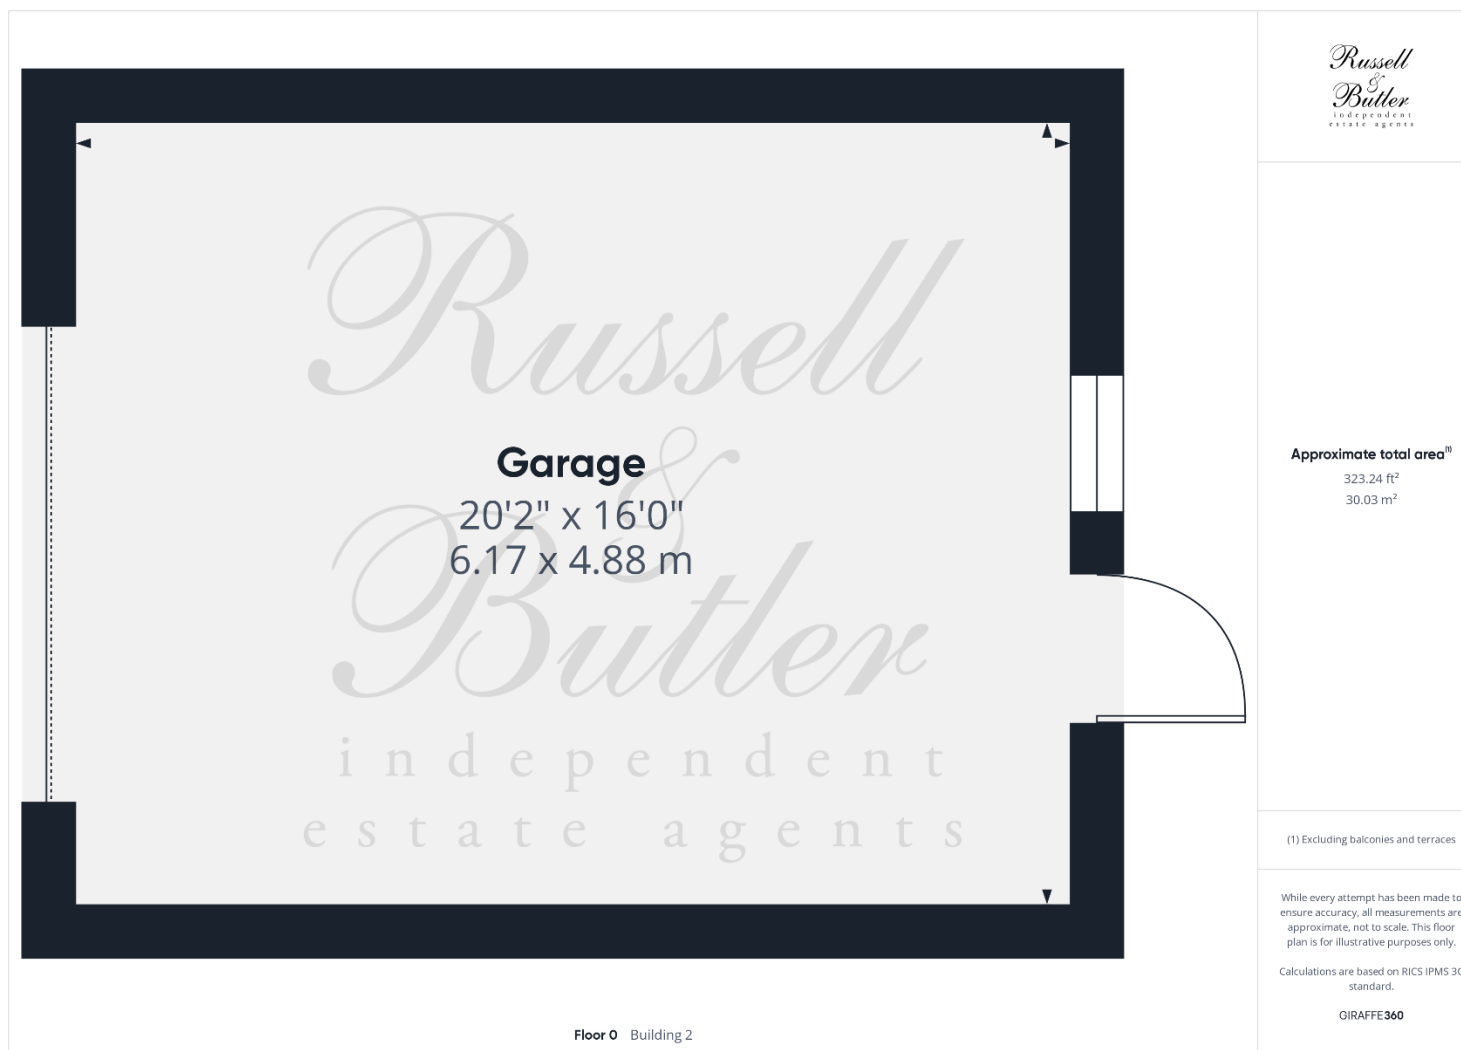 Russell
&
Butler
independent
estate agents
Garage
20'2" x 16'0"
6.17 x 4.88 m
Russell
&
Butler
independent
estate agents
Approximate total area(1)
323.24 ft²
30.03 m²
(1) Excluding balconies and terraces
While every attempt has been made to
ensure accuracy, all measurements are
approximate, not to scale. This floor
plan is for illustrative purposes only.
Calculations are based on RICS IPMS 3C
standard.
GIRAFFE360
Floor 0 Building 2